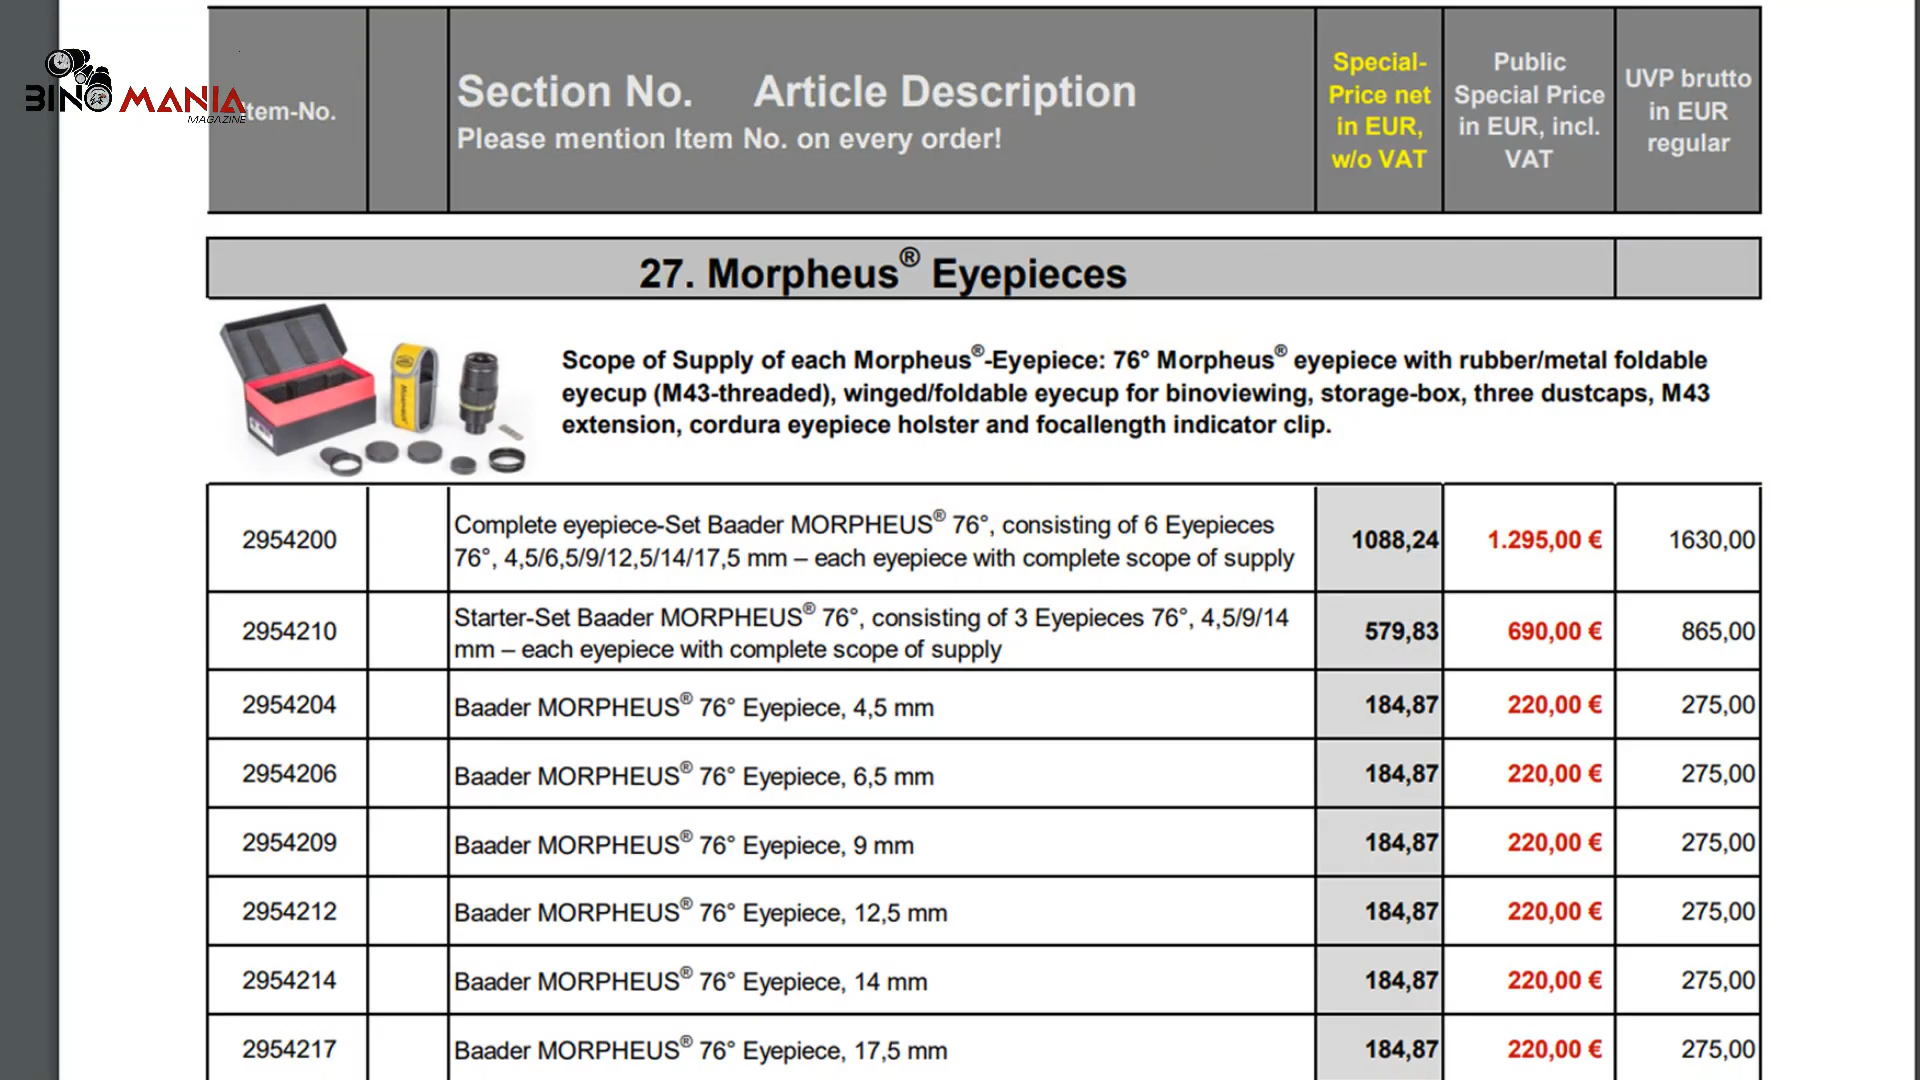 BINOMANIA
MAGAZINE
Item-No.
Section No. Article Description
Please mention Item No. on every order!
Special-
Price net
in EUR,
w/o VAT
Public
Special Price
in EUR, incl.
VAT
UVP brutto
in EUR
regular
27. Morpheus® Eyepieces
Scope of Supply of each Morpheus®-Eyepiece: 76° Morpheus® eyepiece with rubber/metal foldable
eyecup (M43-threaded), winged/foldable eyecup for binoviewing, storage-box, three dustcaps, M43
extension, cordura eyepiece holster and focallength indicator clip.
2954200 Complete eyepiece-Set Baader MORPHEUS® 76°, consisting of 6 Eyepieces
76°, 4,5/6,5/9/12,5/14/17,5 mm – each eyepiece with complete scope of supply
1088,24 1.295,00 € 1630,00
2954210 Starter-Set Baader MORPHEUS® 76°, consisting of 3 Eyepieces 76°, 4,5/9/14
mm – each eyepiece with complete scope of supply
579,83 690,00 € 865,00
2954204 Baader MORPHEUS® 76° Eyepiece, 4,5 mm 184,87 220,00 € 275,00
2954206 Baader MORPHEUS® 76° Eyepiece, 6,5 mm 184,87 220,00 € 275,00
2954209 Baader MORPHEUS® 76° Eyepiece, 9 mm 184,87 220,00 € 275,00
2954212 Baader MORPHEUS® 76° Eyepiece, 12,5 mm 184,87 220,00 € 275,00
2954214 Baader MORPHEUS® 76° Eyepiece, 14 mm 184,87 220,00 € 275,00
2954217 Baader MORPHEUS® 76° Eyepiece, 17,5 mm 184,87 220,00 € 275,00